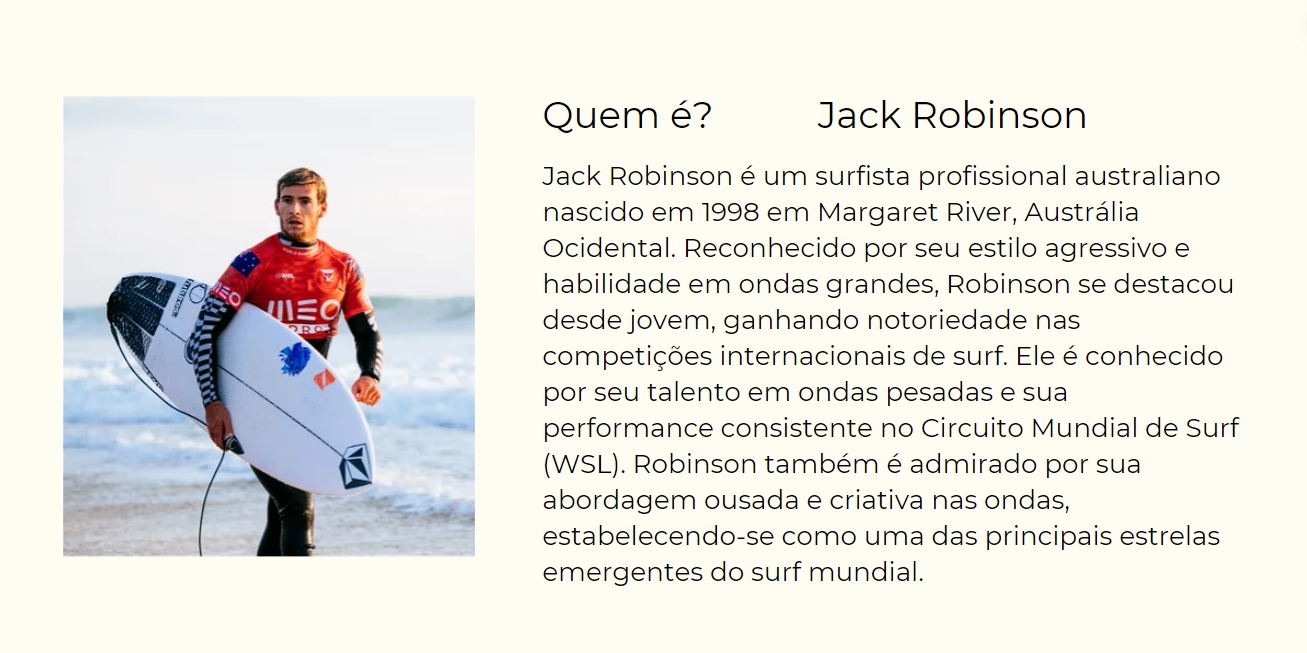 Quem é? Jack Robinson
Jack Robinson é um surfista profissional australiano
nascido em 1998 em Margaret River, Austrália
Ocidental. Reconhecido por seu estilo agressivo e
habilidade em ondas grandes, Robinson se destacou
desde jovem, ganhando notoriedade nas
competições internacionais de surf. Ele é conhecido
por seu talento em ondas pesadas e sua
performance consistente no Circuito Mundial de Surf
(WSL). Robinson também é admirado por sua
abordagem ousada e criativa nas ondas,
estabelecendo-se como uma das principais estrelas
emergentes do surf mundial.
WSL
MEO
MEO
PRO